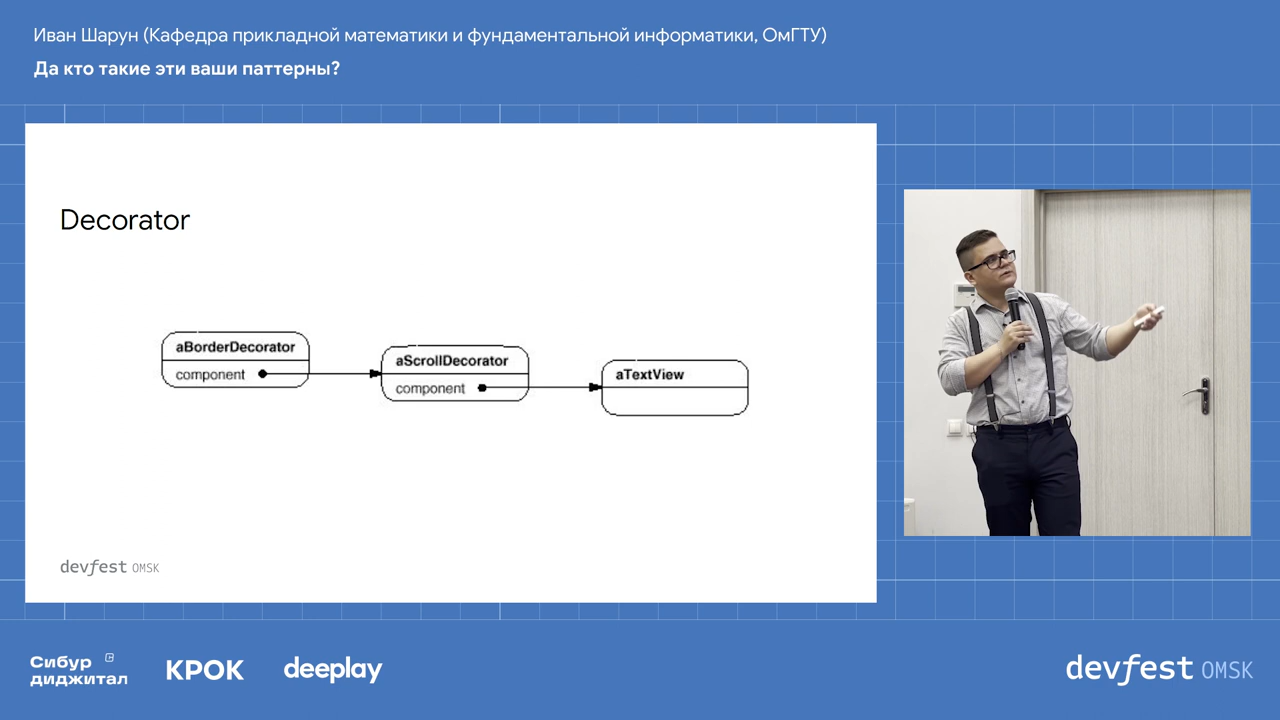 Иван Шарун (Кафедра прикладной математики и фундаментальной информатики, ОмГТУ)
Да кто такие эти ваши паттерны?
Decorator
aBorderDecorator
component
aScrollDecorator
component
aTextView
devfest OMSK
Сибур
диджитал
КРОК
deeplay
devfest OMSK